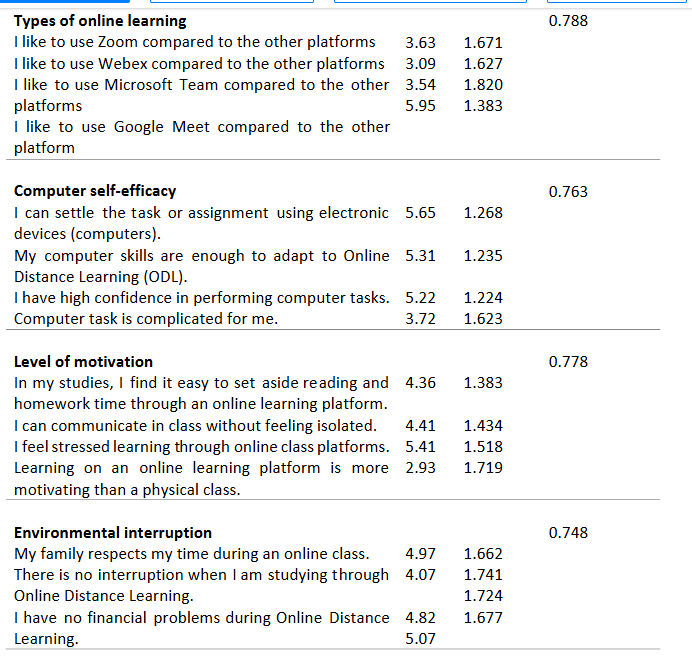 Types of online learning 0.788
I like to use Zoom compared to the other platforms 3.63 1.671
I like to use Webex compared to the other platforms 3.09 1.627
I like to use Microsoft Team compared to the other 3.54 1.820
platforms 5.95 1.383
I like to use Google Meet compared to the other
platform
Computer self-efficacy 0.763
I can settle the task or assignment using electronic 5.65 1.268
devices (computers).
My computer skills are enough to adapt to Online 5.31 1.235
Distance Learning (ODL).
I have high confidence in performing computer tasks. 5.22 1.224
Computer task is complicated for me. 3.72 1.623
Level of motivation 0.778
In my studies, I find it easy to set aside reading and 4.36 1.383
homework time through an online learning platform.
I can communicate in class without feeling isolated. 4.41 1.434
I feel stressed learning through online class platforms. 5.41 1.518
Learning on an online learning platform is more 2.93 1.719
motivating than a physical class.
Environmental interruption 0.748
My family respects my time during an online class. 4.97 1.662
There is no interruption when I am studying through 4.07 1.741
Online Distance Learning. 1.724
I have no financial problems during Online Distance 4.82 1.677
Learning. 5.07